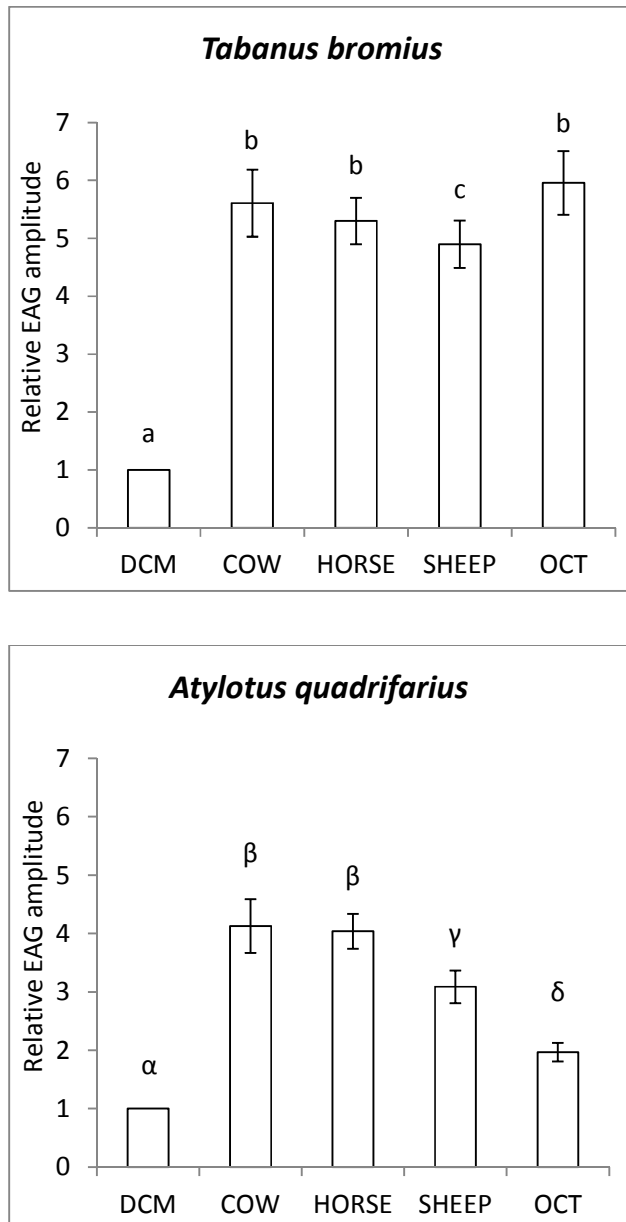 Tabanus bromius
Relative EAG amplitude
7
6
5
4
3
2
1
0
a
b
b
c
b
DCM COW HORSE SHEEP OCT
Atylotus quadrifarius
Relative EAG amplitude
7
6
5
4
3
2
1
0
α
β
β
γ
δ
DCM COW HORSE SHEEP OCT